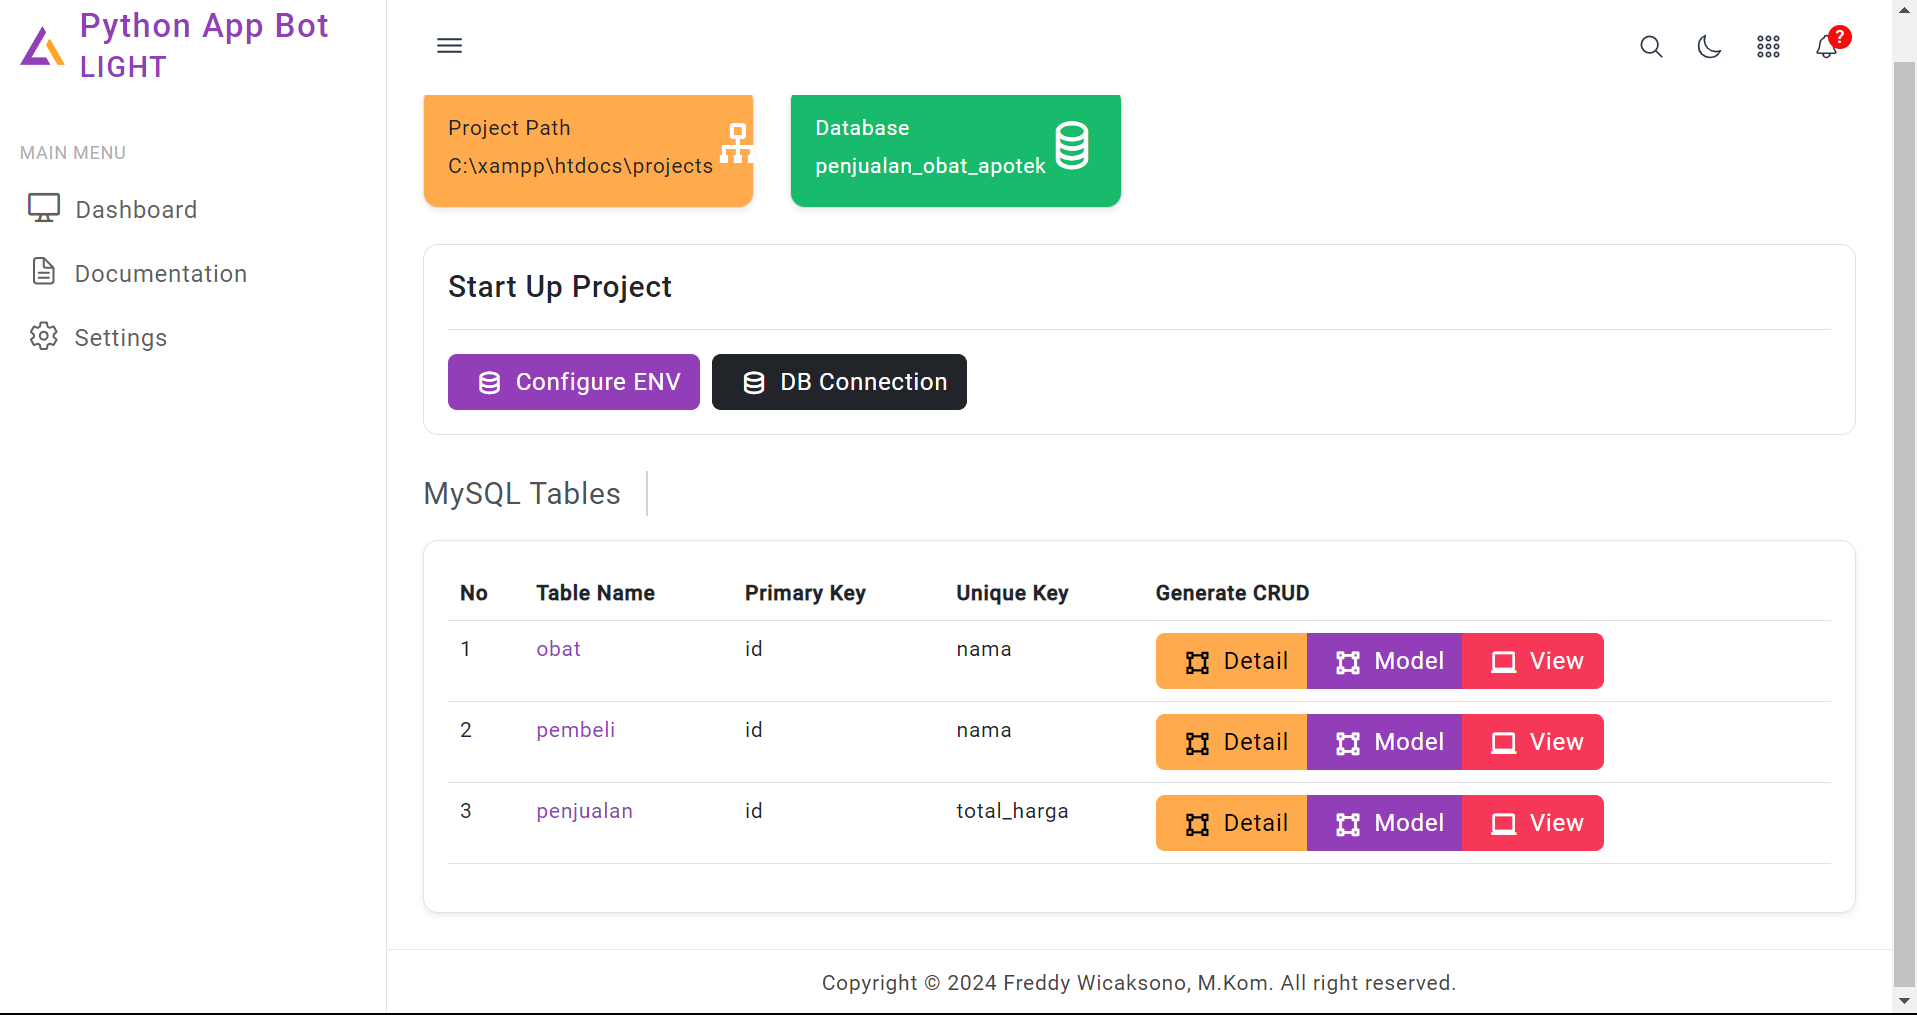 Python App Bot
LIGHT
MAIN MENU
Dashboard
Documentation
Settings
?
Project Path
C:\xampp\htdocs\projects
Database
penjualan_obat_apotek
Start Up Project
Configure ENV DB Connection
MySQL Tables
No Table Name Primary Key Unique Key Generate CRUD
1 obat id nama Detail Model View
2 pembeli id nama Detail Model View
3 penjualan id total_harga Detail Model View
Copyright © 2024 Freddy Wicaksono, M.Kom. All right reserved.